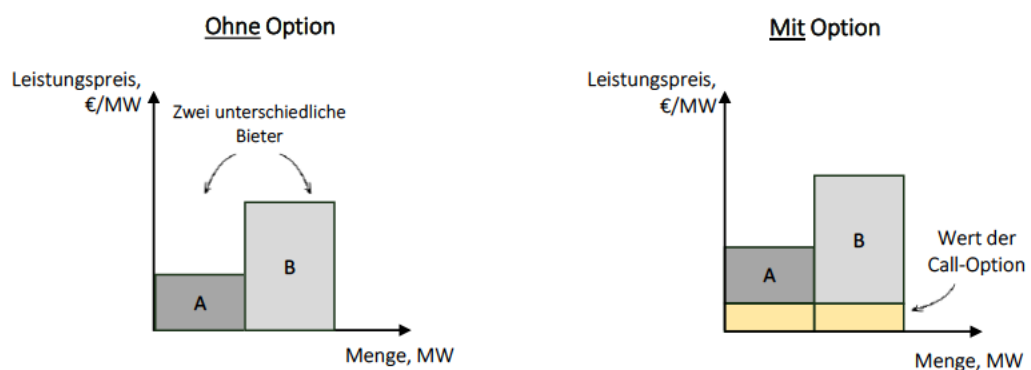 Ohne Option
Leistungspreis,
€/MW
Zwei unterschiedliche
Bieter
A
B
Menge, MW
Mit Option
Leistungspreis,
€/MW
A
B
Wert der
Call-Option
Menge, MW